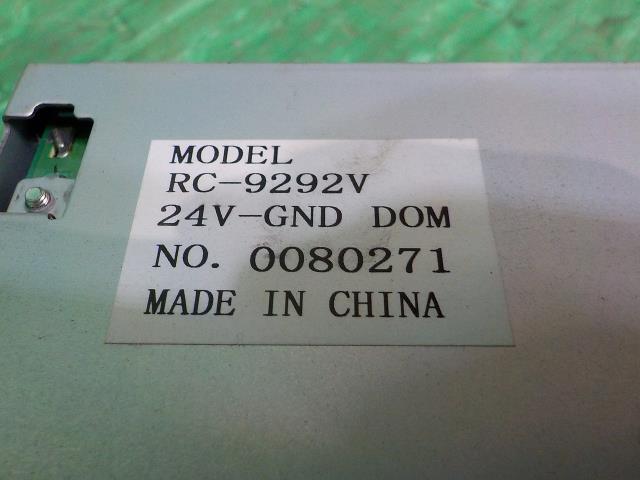 MODEL
RC-9292V
24V-GND DOM
NO. 0080271
MADE IN CHINA